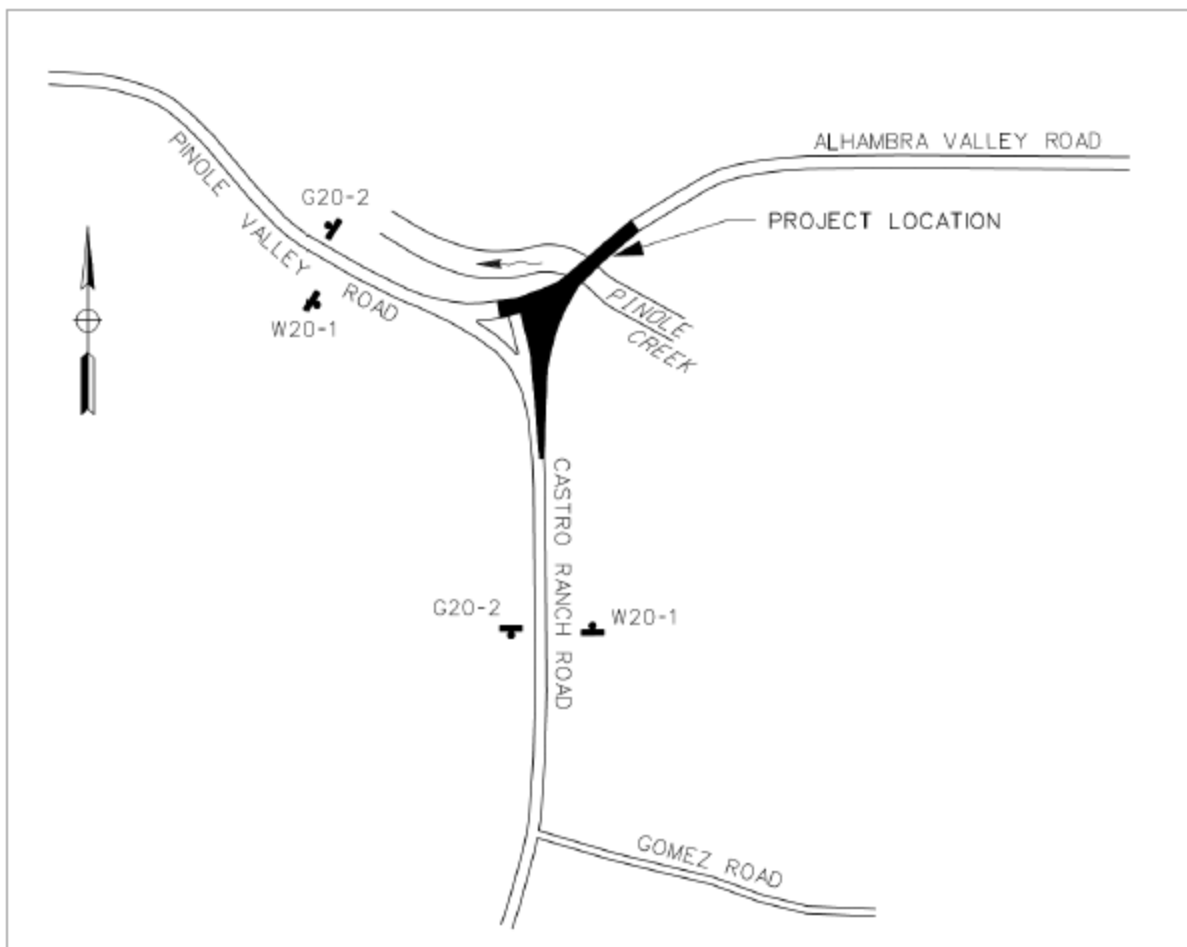 ALHAMBRA VALLEY ROAD
PINOLE VALLEY ROAD
G20-2
PROJECT LOCATION
W20-1
PINOLE
CREEK
CASTRO RANCH ROAD
G20-2
W20-1
GOMEZ ROAD